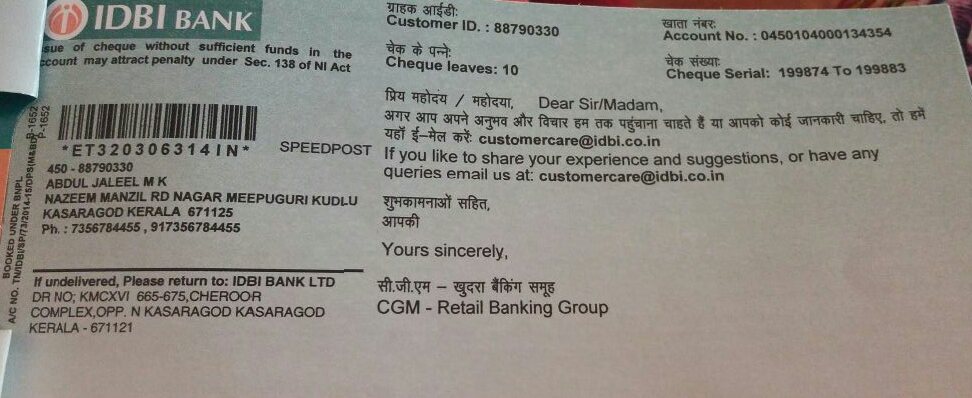 IDBI BANK
sue of cheque without sufficient funds in the
ccount may attract penalty under Sec. 138 of NI Act
ग्राहक आईडी:
Customer ID. : 88790330
खाता नंबर:
Account No. : 0450104000134354
चेक के पन्ने:
Cheque leaves: 10
चेक संख्या:
Cheque Serial: 199874 To 199883
प्रिय महोदय / महोदया, Dear Sir/Madam,
अगर आप अपने अनुभव और विचार हम तक पहुंचाना चाहते हैं या आपको कोई जानकारी चाहिए, तो हमें
यहाँ ई-मेल करें: customercare@idbi.co.in
If you like to share your experience and suggestions, or have any
queries email us at: customercare@idbi.co.in
शुभकामनाओं सहित,
आपकी
Yours sincerely,
सी.जी.एम – खुदरा बैंकिंग समूह
CGM - Retail Banking Group
*ET320306314IN*
SPEEDPOST
450 - 88790330
ABDUL JALEEL M K
NAZEEM MANZIL RD NAGAR MEEPUGURI KUDLU
KASARAGOD KERALA 671125
Ph. : 7356784455 , 917356784455
If undelivered, Please return to: IDBI BANK LTD
DR NO; KMCXVI 665-675,CHEROOR
COMPLEX,OPP. N KASARAGOD KASARAGOD
KERALA - 671121
BOOKED UNDER BNPL
A/C NO. TN/IDBI/SP/73/2014-15/DPS(M&BD)
P-1652